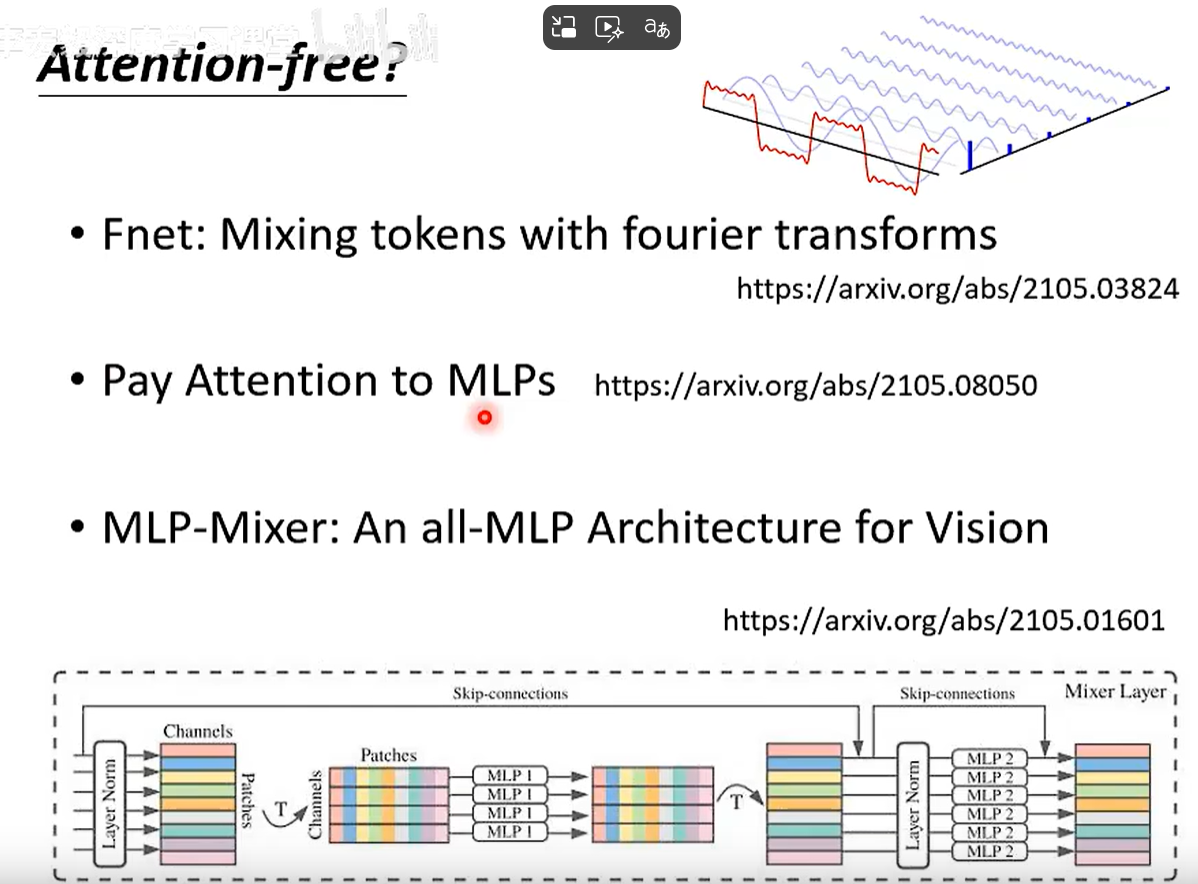 Attention-free?
aあ
• Fnet: Mixing tokens with fourier transforms
https://arxiv.org/abs/2105.03824
• Pay Attention to MLPs https://arxiv.org/abs/2105.08050
• MLP-Mixer: An all-MLP Architecture for Vision
https://arxiv.org/abs/2105.01601
Skip-connections
Skip-connections
Mixer Layer
Channels
Patches
Layer Norm
Patches
T
Channels
MLP 1
MLP 1
MLP 1
MLP 1
T
Layer Norm
MLP 2
MLP 2
MLP 2
MLP 2
MLP 2
MLP 2